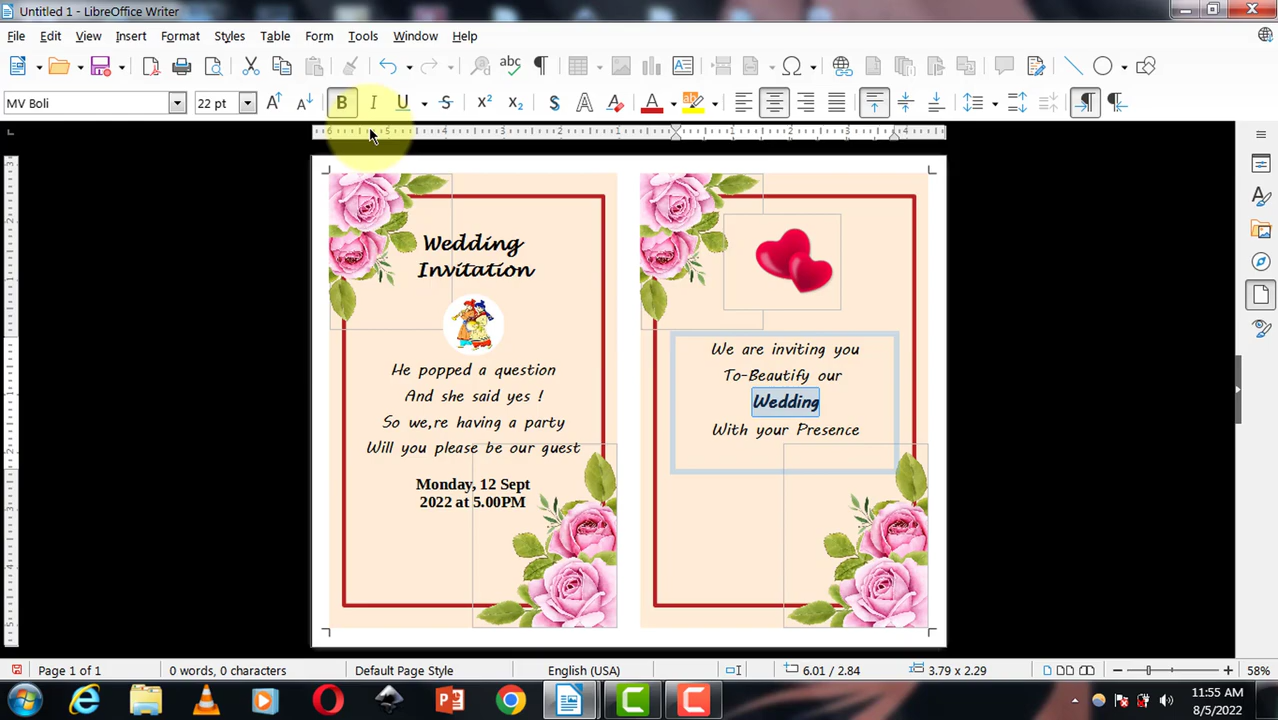 Untitled 1 - LibreOffice Writer
File Edit View Insert Format Styles Table Form Tools Window Help
MV Boli 22 pt
Wedding
Invitation
He popped a question
And she said yes !
So we,re having a party
Will you please be our guest
Monday, 12 Sept
2022 at 5.00PM
We are inviting you
To-Beautify our
Wedding
With your Presence
Page 1 of 1 0 words, 0 characters Default Page Style English (USA) 6.01 / 2.84 3.79 x 2.29 58%
11:55 AM
8/5/2022